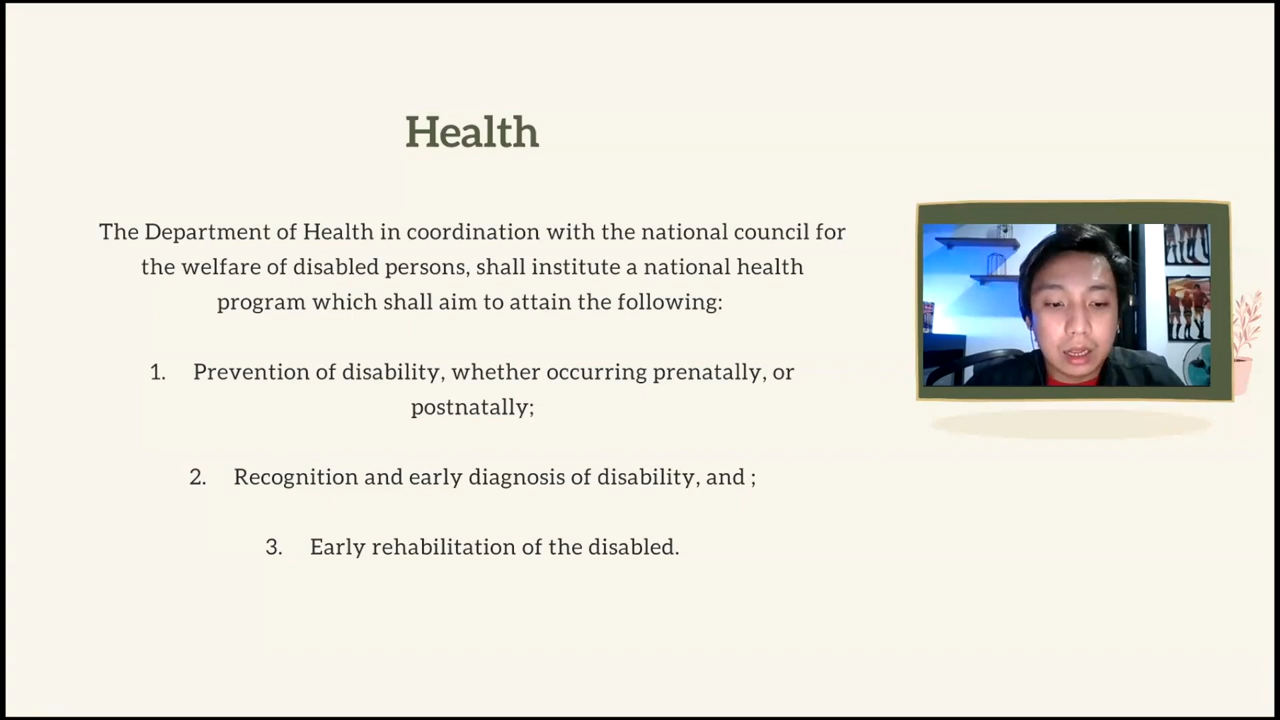 Health
The Department of Health in coordination with the national council for
the welfare of disabled persons, shall institute a national health
program which shall aim to attain the following:
1. Prevention of disability, whether occurring prenatally, or
postnatally;
2. Recognition and early diagnosis of disability, and ;
3. Early rehabilitation of the disabled.